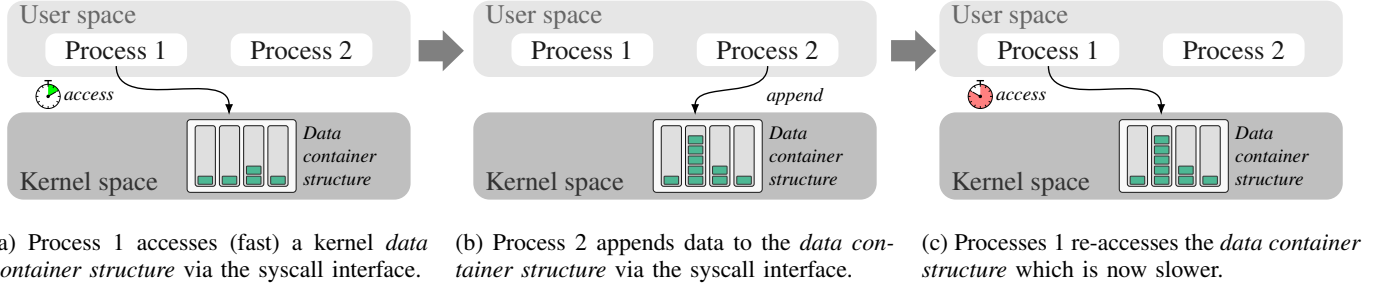 User space
Process 1
Process 2
access
Data
container
structure
Kernel space
User space
Process 1
Process 2
append
Data
container
structure
Kernel space
User space
Process 1
Process 2
access
Data
container
structure
Kernel space
a) Process 1 accesses (fast) a kernel data
ontainer structure via the syscall interface.
(b) Process 2 appends data to the data con-
tainer structure via the syscall interface.
(c) Processes 1 re-accesses the data container
structure which is now slower.